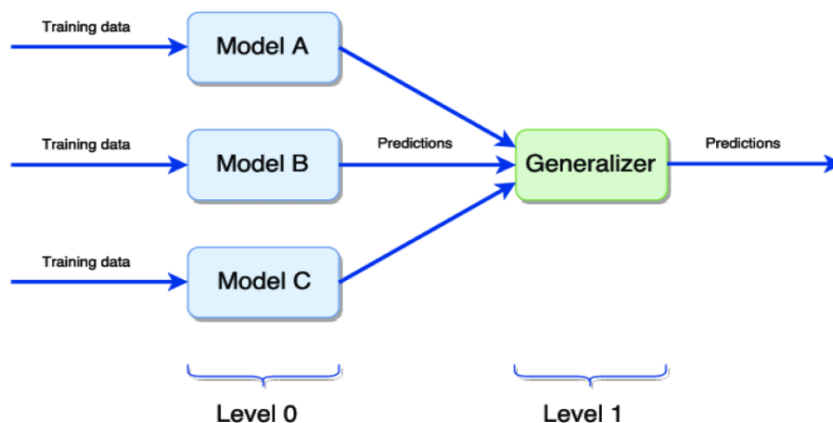 Training data
Model A
Training data
Model B
Predictions
Generalizer
Predictions
Training data
Model C
Level 0
Level 1